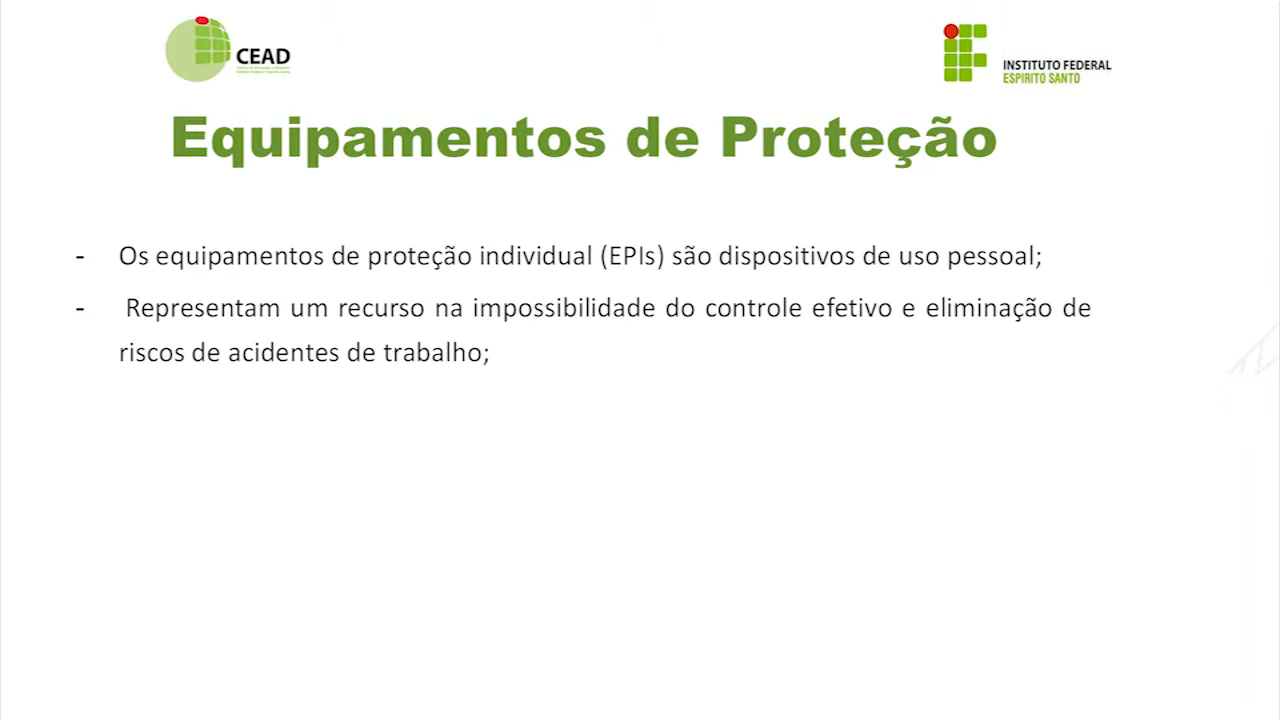 CEAD
INSTITUTO FEDERAL
ESPIRITO SANTO
Equipamentos de Proteção
- Os equipamentos de proteção individual (EPIs) são dispositivos de uso pessoal;
- Representam um recurso na impossibilidade do controle efetivo e eliminação de
riscos de acidentes de trabalho;